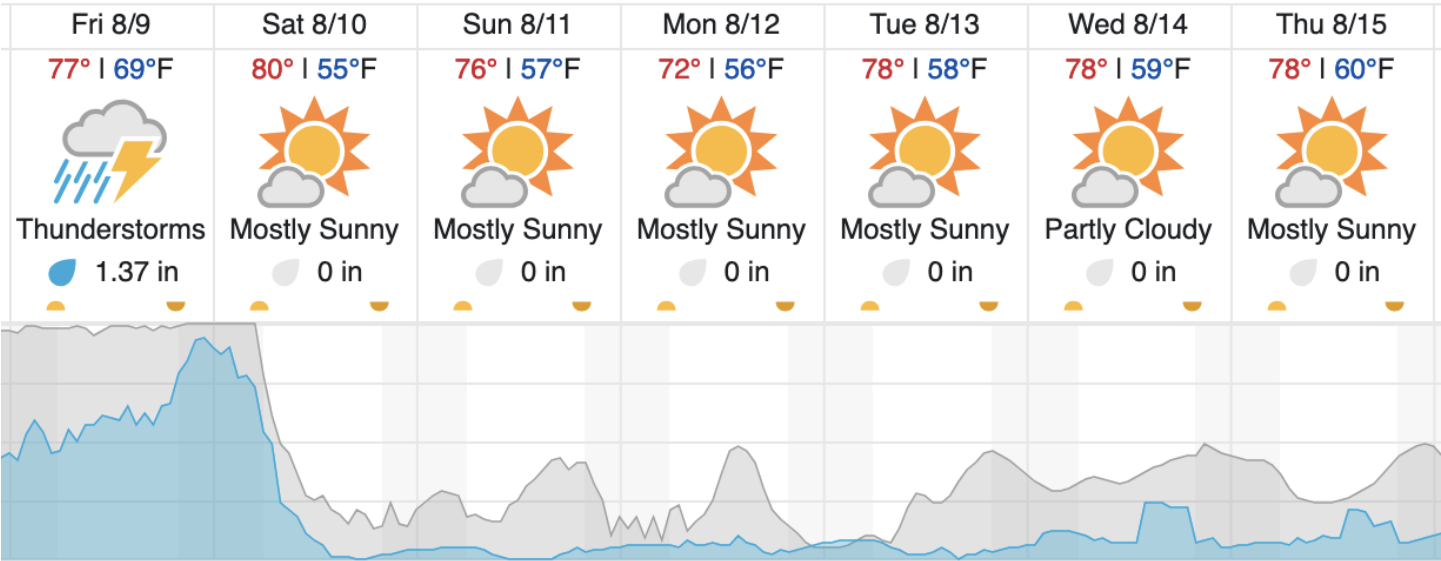 Fri 8/9 Sat 8/10 Sun 8/11 Mon 8/12 Tue 8/13 Wed 8/14 Thu 8/15
77° | 69°F 80° | 55°F 76° | 57°F 72° | 56°F 78° | 58°F 78° | 59°F 78° | 60°F
Thunderstorms Mostly Sunny Mostly Sunny Mostly Sunny Mostly Sunny Partly Cloudy Mostly Sunny
1.37 in 0 in 0 in 0 in 0 in 0 in 0 in